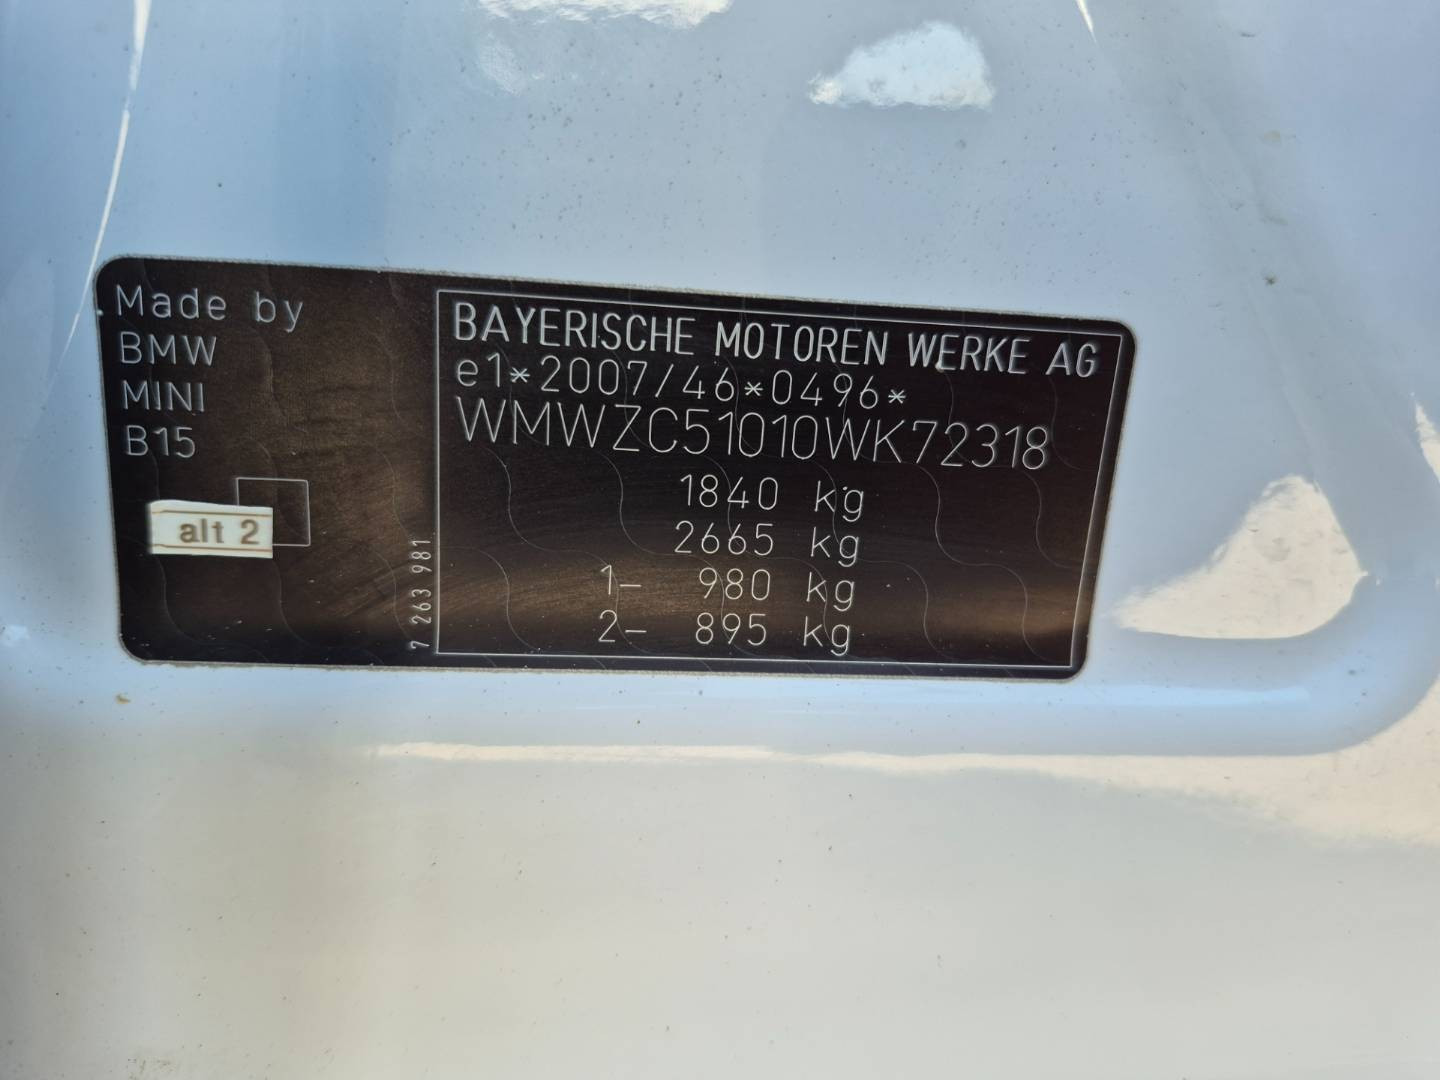 Made by
BMW
MINI
B15
alt 2
7 263 981
BAYERISCHE MOTOREN WERKE AG
e1*2007/46*0496*
WMWZC51010WK72318
1840 kg
2665 kg
1- 980 kg
2- 895 kg